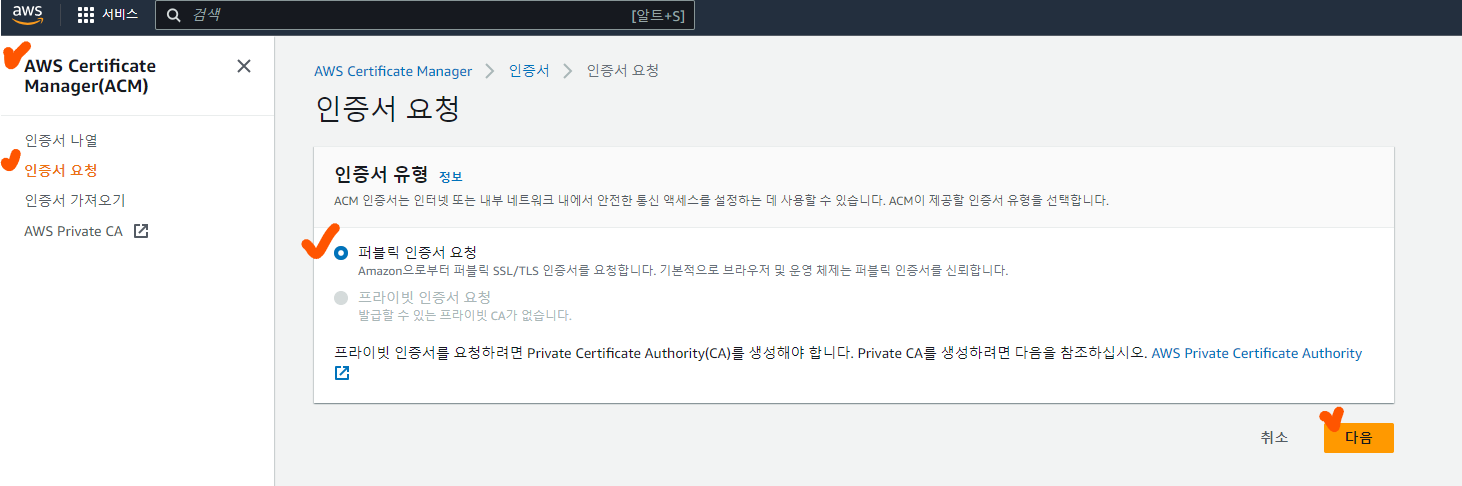 aws 서비스 검색 [알트+S]
AWS Certificate
Manager(ACM)
인증서 나열
인증서 요청
인증서 가져오기
AWS Private CA
AWS Certificate Manager 인증서 인증서 요청
인증서 요청
인증서 유형 정보
ACM 인증서는 인터넷 또는 내부 네트워크 내에서 안전한 통신 액세스를 설정하는 데 사용할 수 있습니다. ACM이 제공할 인증서 유형을 선택합니다.
퍼블릭 인증서 요청
Amazon으로부터 퍼블릭 SSL/TLS 인증서를 요청합니다. 기본적으로 브라우저 및 운영 체제는 퍼블릭 인증서를 신뢰합니다.
프라이빗 인증서 요청
발급할 수 있는 프라이빗 CA가 없습니다.
프라이빗 인증서를 요청하려면 Private Certificate Authority(CA)를 생성해야 합니다. Private CA를 생성하려면 다음을 참조하십시오. AWS Private Certificate Authority
취소 다음